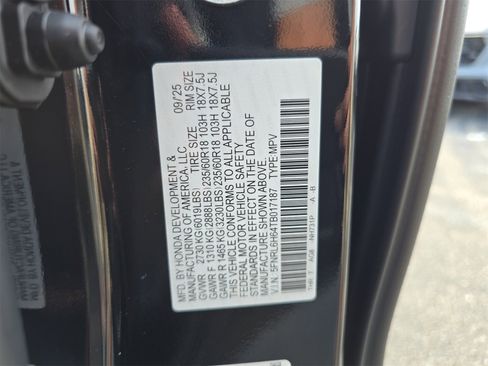 MFD. BY HONDA DEVELOPMENT & 09/25
MANUFACTURING OF AMERICA, LLC
TIRE SIZE RIM SIZE
GVWR 2730 KG(6019LBS)
GAWR F 1310 KG(2888LBS)235/60R18 103H 18X7.5J
GAWR R 1465 KG(3230LBS)235/60R18 103H 18X7.5J
THIS VEHICLE CONFORMS TO ALL APPLICABLE
FEDERAL MOTOR VEHICLE SAFETY
STANDARDS IN EFFECT ON DATE OF
MANUFACTURE SHOWN ABOVE.
V.I.N. 5FNRL6H64TB017187 TYPE:MPV
THR T AG8 NH731P A -B